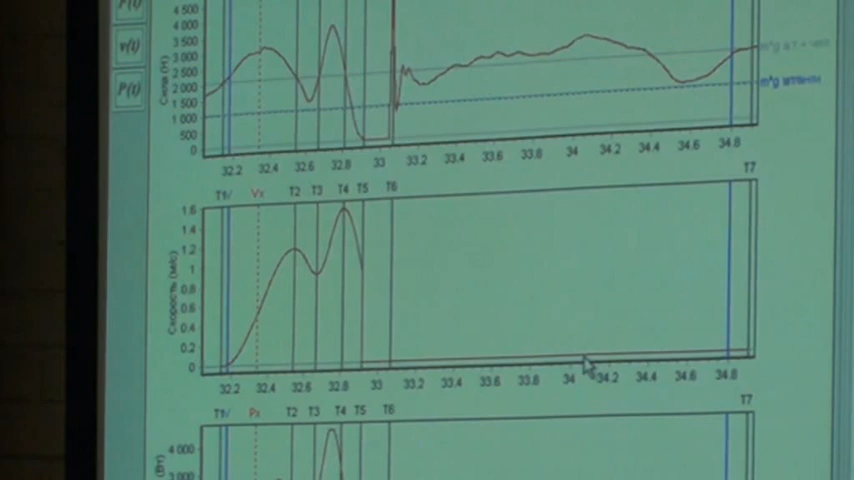 F(t)
v(t)
P(t)
Сила (Н)
4 500
4 000
3 500
3 000
2 500
2 000
1 500
1 000
500
0
m*g штанги
32.2 32.4 32.6 32.8 33 33.2 33.4 33.6 33.8 34 34.2 34.4 34.6 34.8
T1/ Vx T2 T3 T4 T5 T6 T7
Скорость (м/с)
1.6
1.4
1.2
1
0.8
0.6
0.4
0.2
0
32.2 32.4 32.6 32.8 33 33.2 33.4 33.6 33.8 34 34.2 34.4 34.6 34.8
T1/ Px T2 T3 T4 T5 T6 T7
(Вт)
4 000
3 000